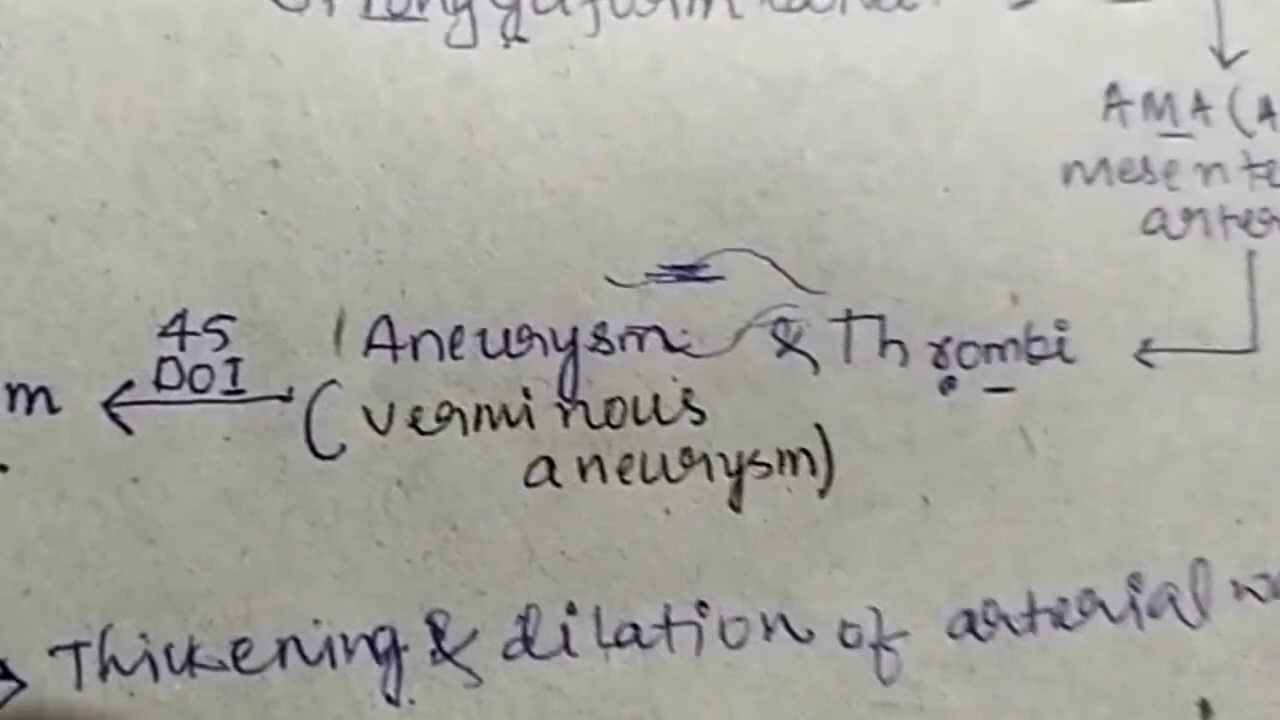 AMA (A
mesente
arter
45
DOI
m
Aneurysm & Thrombi
(verminous
aneurysm)
Thickening & dilation of arterial